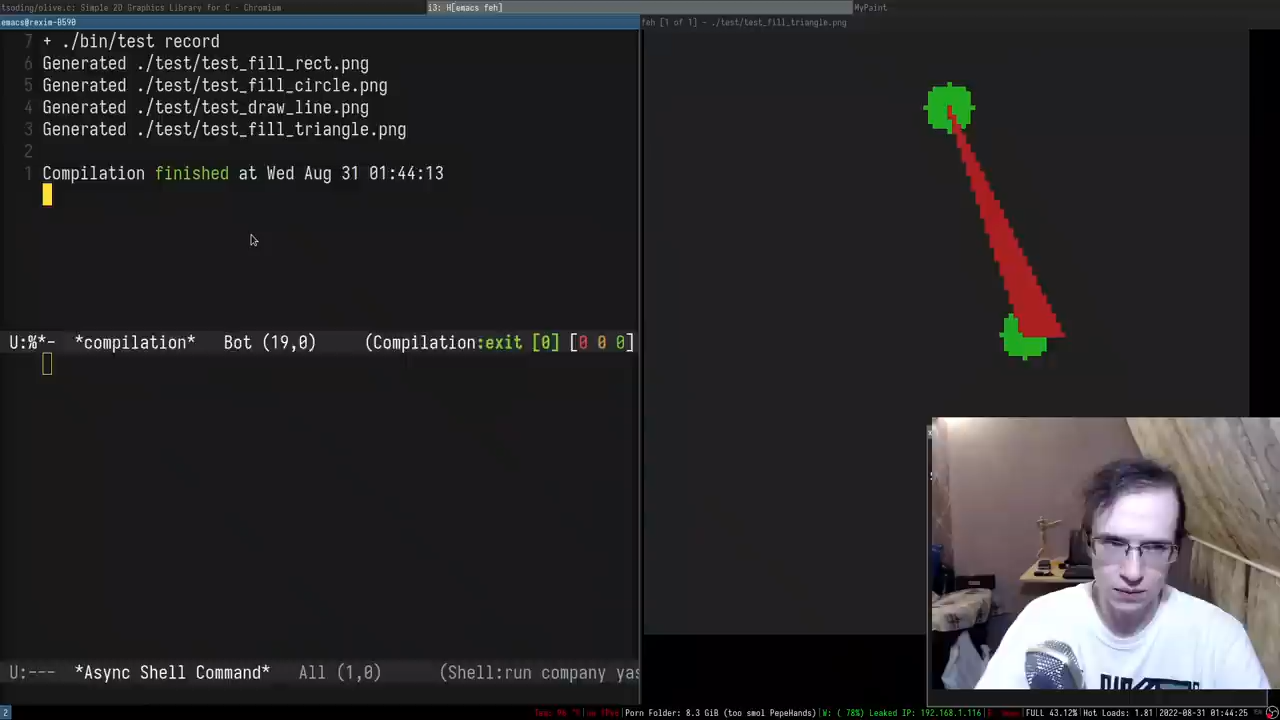 tsoding/olive.c: Simple 2D Graphics Library for C - Chromium
i3: H[emacs feh]
MyPaint
emacs@rexim-B590
feh [1 of 1] - ./test/test_fill_triangle.png
7 + ./bin/test record
6 Generated ./test/test_fill_rect.png
5 Generated ./test/test_fill_circle.png
4 Generated ./test/test_draw_line.png
3 Generated ./test/test_fill_triangle.png
2
1 Compilation finished at Wed Aug 31 01:44:13
U:%*- *compilation* Bot (19,0) (Compilation:exit [0] [0 0 0]
U:--- *Async Shell Command* All (1,0) (Shell:run company yas
2
Porn Folder: 8.3 GiB (too smol PepeHands) W: ( 78%) Leaked IP: 192.168.1.116
FULL 43.12% Hot Loads: 1.81 2022-08-31 01:44:25